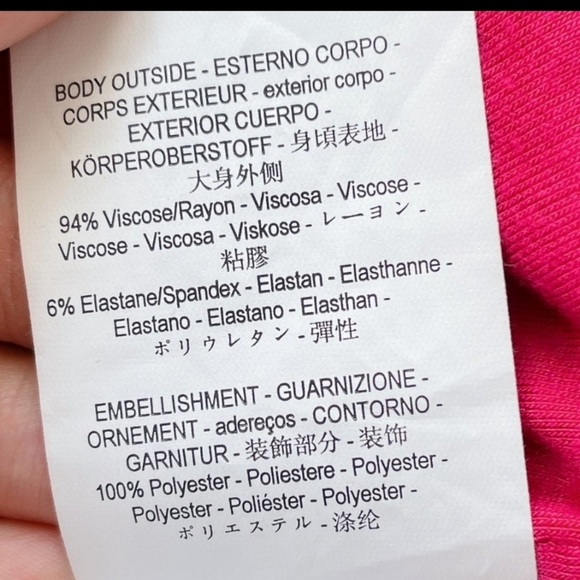 BODY OUTSIDE - ESTERNO CORPO -
CORPS EXTERIEUR - exterior corpo -
EXTERIOR CUERPO -
KÖRPEROBERSTOFF - 身頃表地 -
大身外侧
94% Viscose/Rayon - Viscosa - Viscose -
Viscose - Viscosa - Viskose - レーヨン -
粘膠
6% Elastane/Spandex - Elastan - Elasthanne -
Elastano - Elastano - Elasthan -
ポリウレタン - 彈性
EMBELLISHMENT - GUARNIZIONE -
ORNEMENT - adereços - CONTORNO -
GARNITUR - 装飾部分 - 装饰
100% Polyester - Poliestere - Polyester -
Polyester - Poliéster - Polyester -
ポリエステル - 涤纶